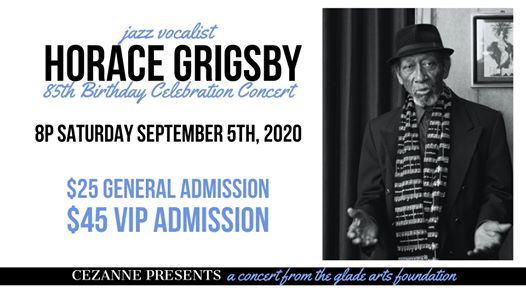 jazz vocalist
HORACE GRIGSBY
85th Birthday Celebration Concert
8P SATURDAY SEPTEMBER 5TH, 2020
$25 GENERAL ADMISSION
$45 VIP ADMISSION
CEZANNE PRESENTS a concert from the glade arts foundation